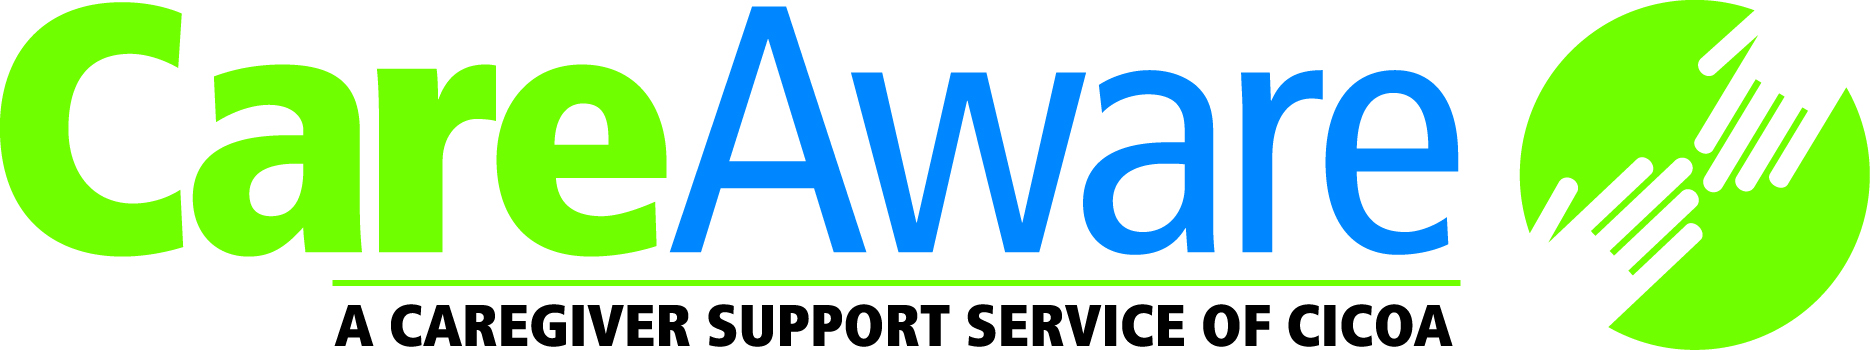 CareAware
A CAREGIVER SUPPORT SERVICE OF CICOA